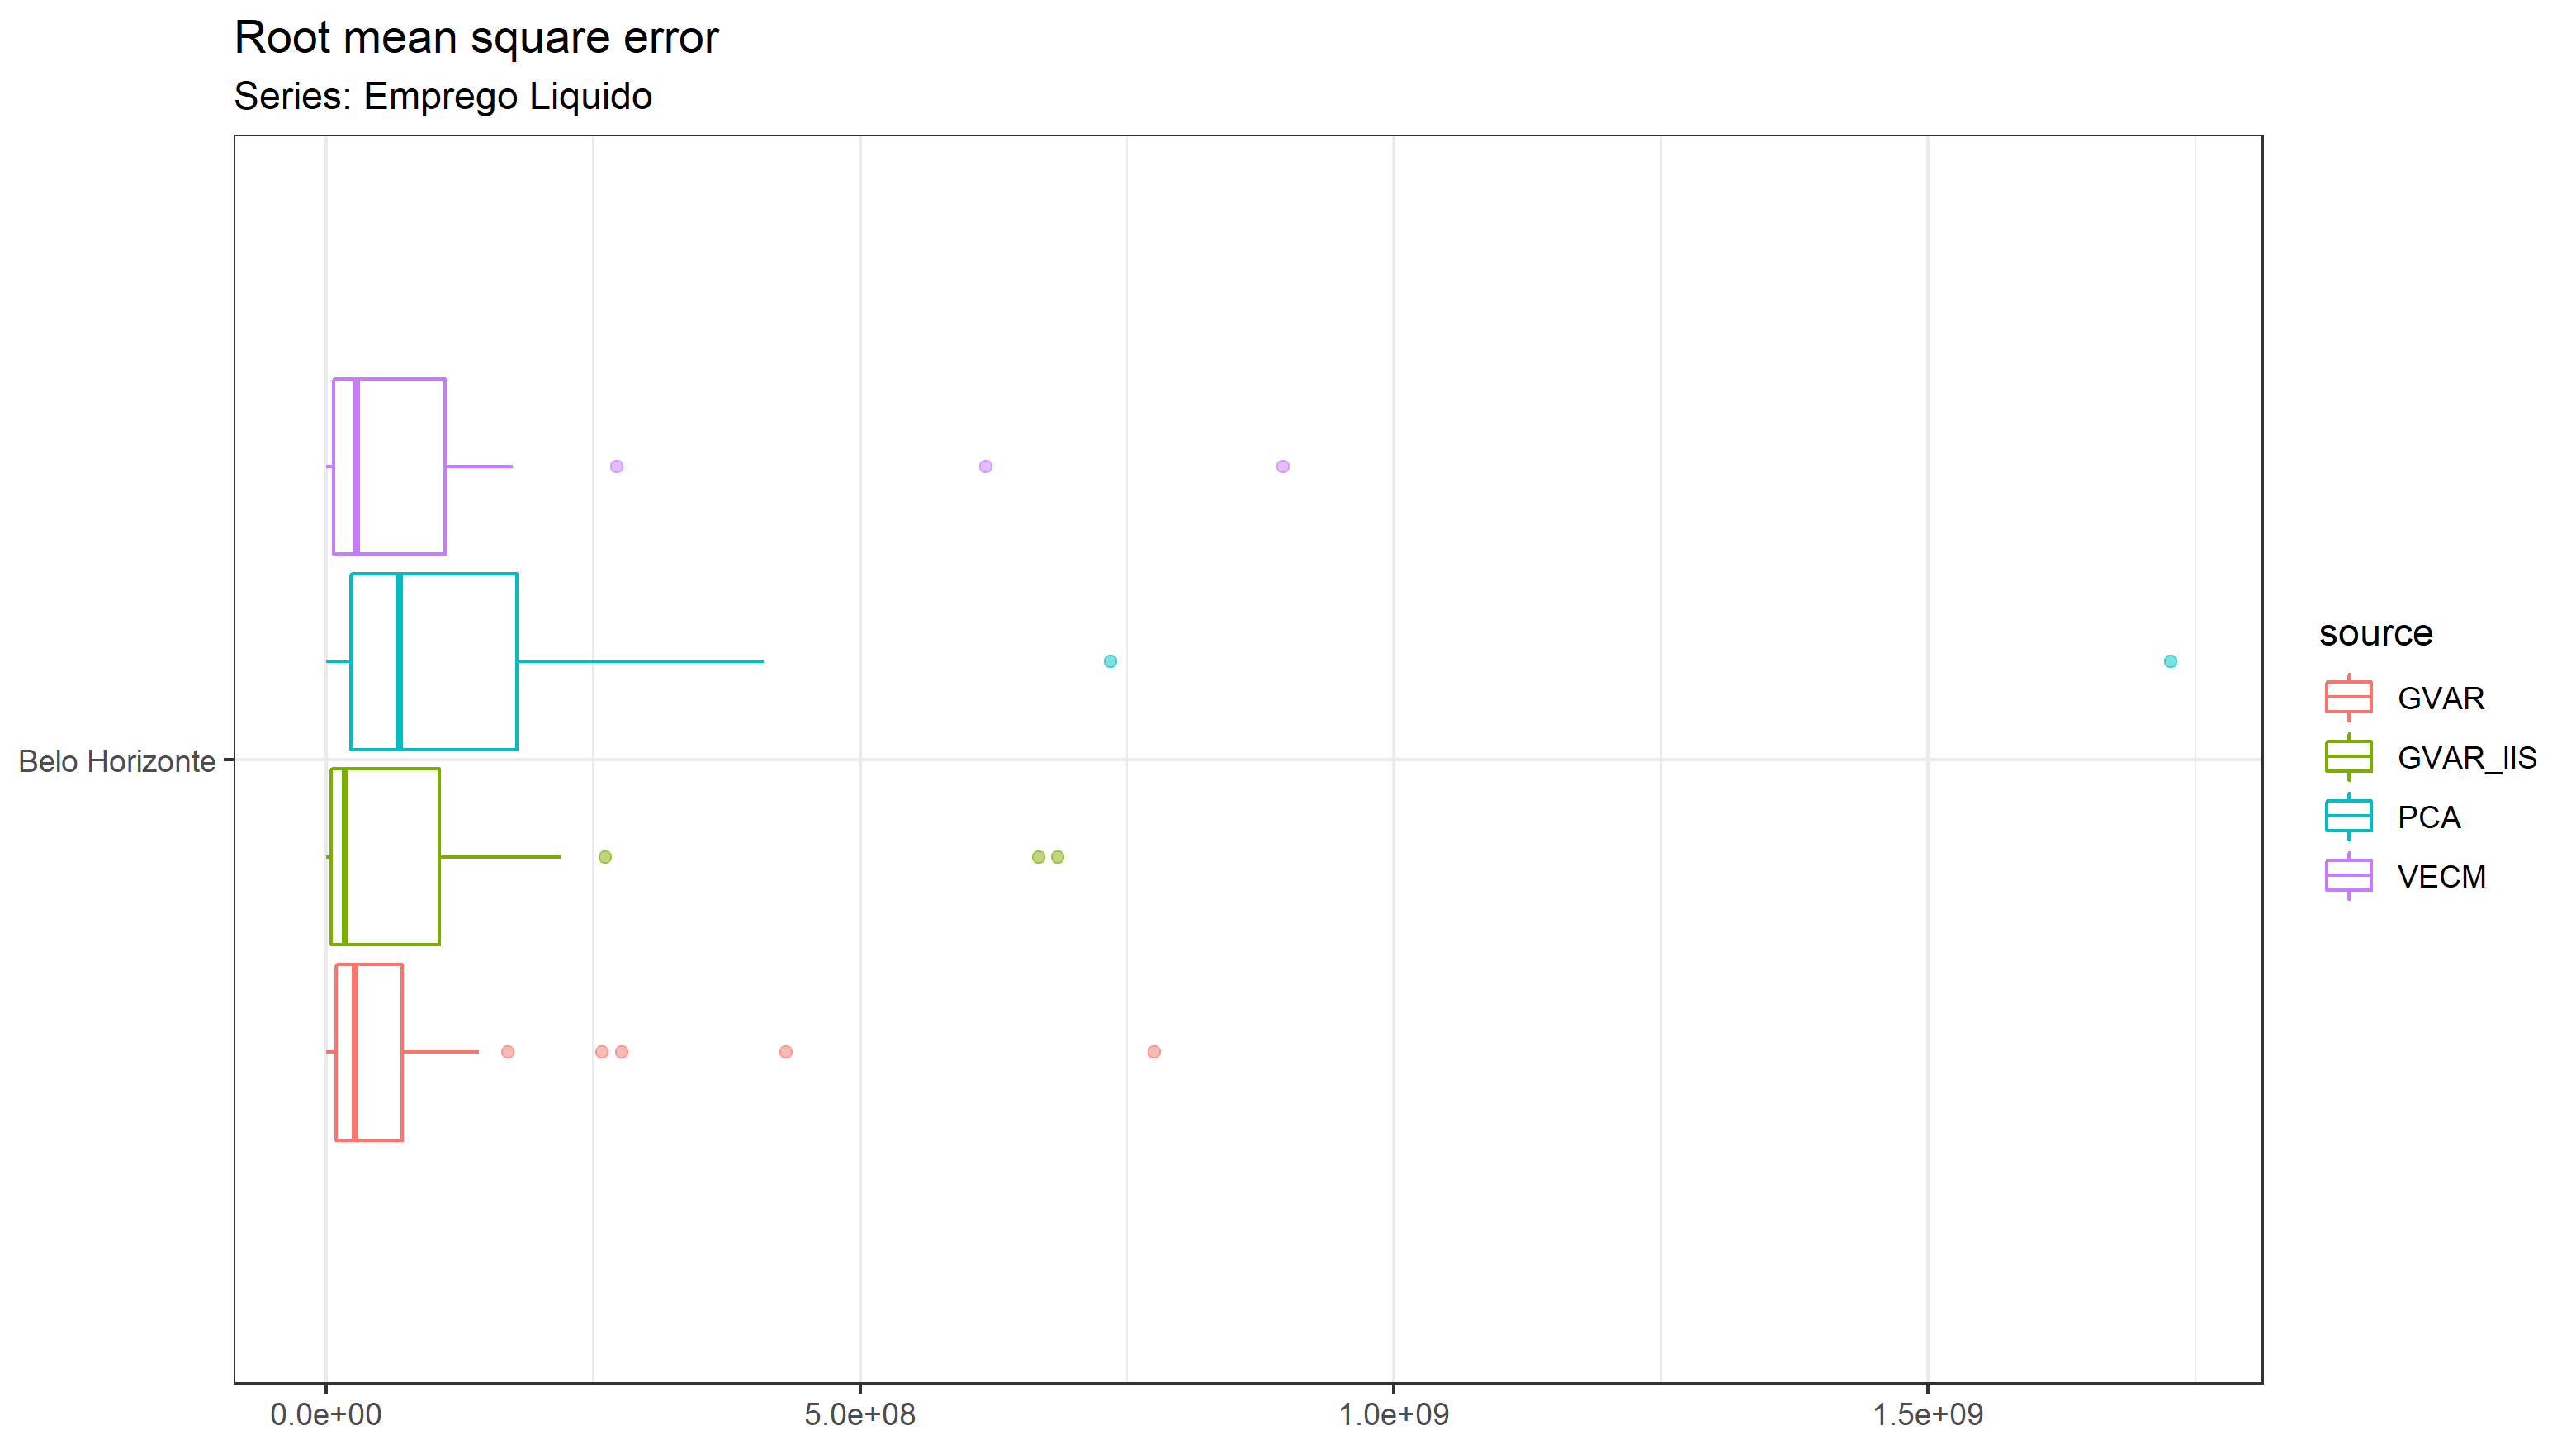 Root mean square error
Series: Emprego Liquido
Belo Horizonte
0.0e+00
5.0e+08
1.0e+09
1.5e+09
source
GVAR
GVAR_IIS
PCA
VECM